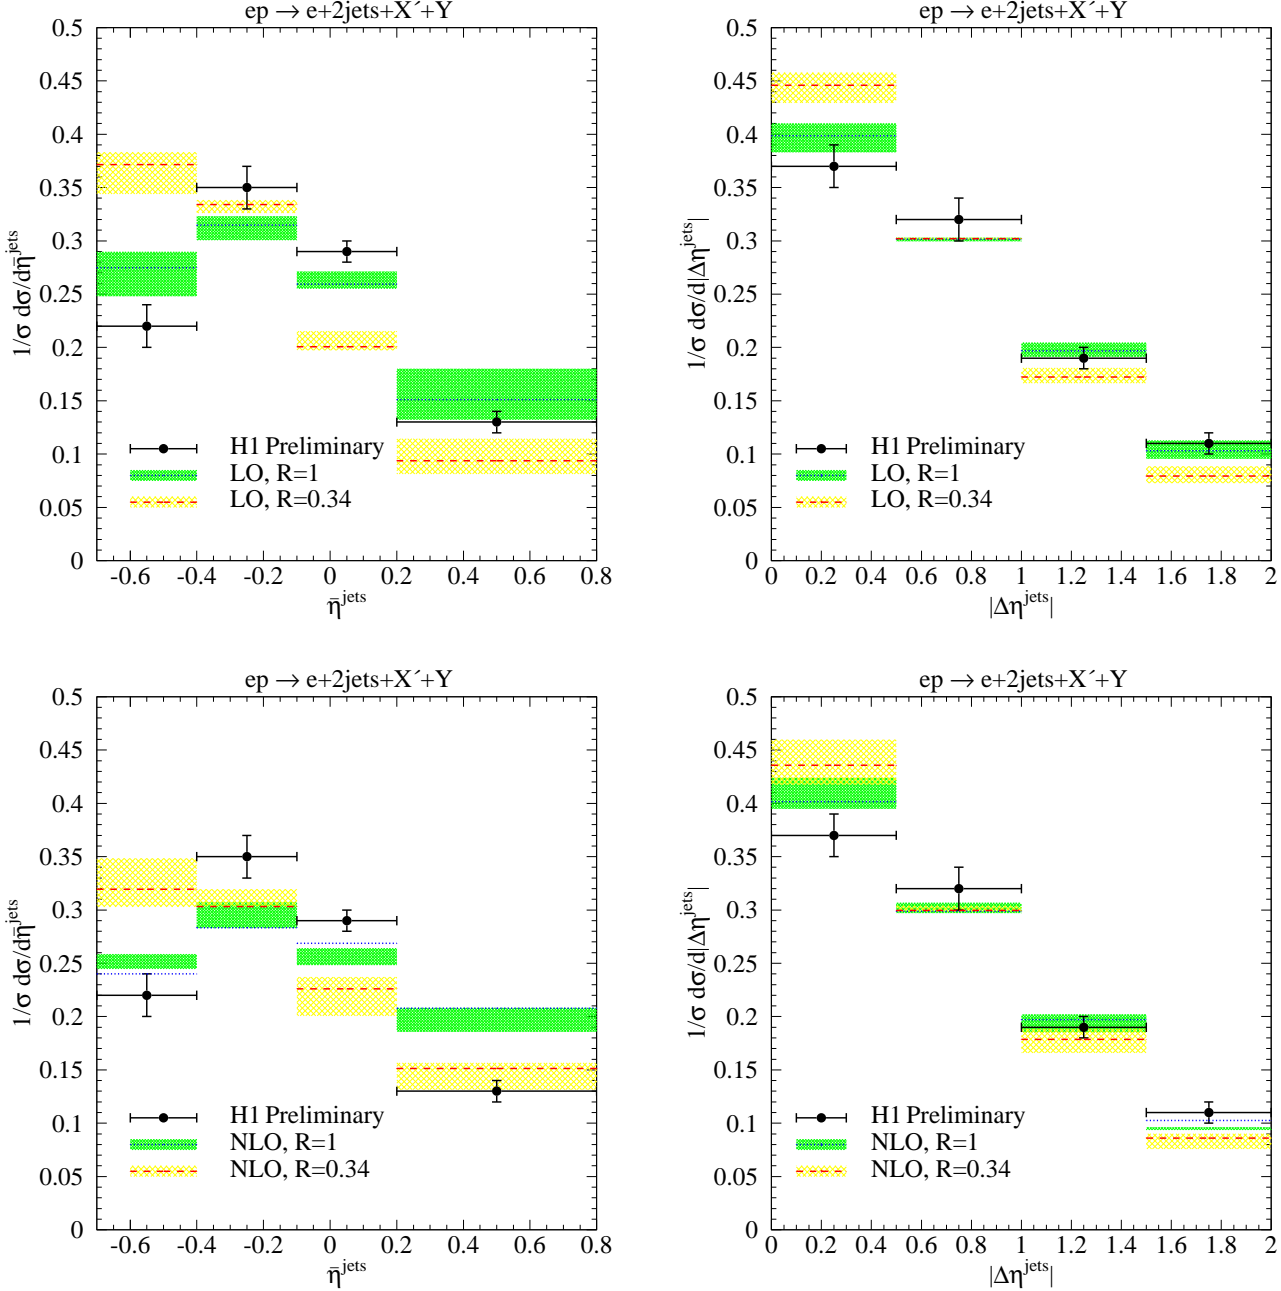 ep → e+2jets+X´+Y
1/σ dσ/dη̄^jets
0.5
0.45
0.4
0.35
0.3
0.25
0.2
0.15
0.1
0.05
0
H1 Preliminary
LO, R=1
LO, R=0.34
-0.6 -0.4 -0.2 0 0.2 0.4 0.6 0.8
η̄^jets
ep → e+2jets+X´+Y
1/σ dσ/d|Δη^jets|
0.5
0.45
0.4
0.35
0.3
0.25
0.2
0.15
0.1
0.05
0
H1 Preliminary
LO, R=1
LO, R=0.34
0 0.2 0.4 0.6 0.8 1 1.2 1.4 1.6 1.8 2
|Δη^jets|
ep → e+2jets+X´+Y
1/σ dσ/dη̄^jets
0.5
0.45
0.4
0.35
0.3
0.25
0.2
0.15
0.1
0.05
0
H1 Preliminary
NLO, R=1
NLO, R=0.34
-0.6 -0.4 -0.2 0 0.2 0.4 0.6 0.8
η̄^jets
ep → e+2jets+X´+Y
1/σ dσ/d|Δη^jets|
0.5
0.45
0.4
0.35
0.3
0.25
0.2
0.15
0.1
0.05
0
H1 Preliminary
NLO, R=1
NLO, R=0.34
0 0.2 0.4 0.6 0.8 1 1.2 1.4 1.6 1.8 2
|Δη^jets|